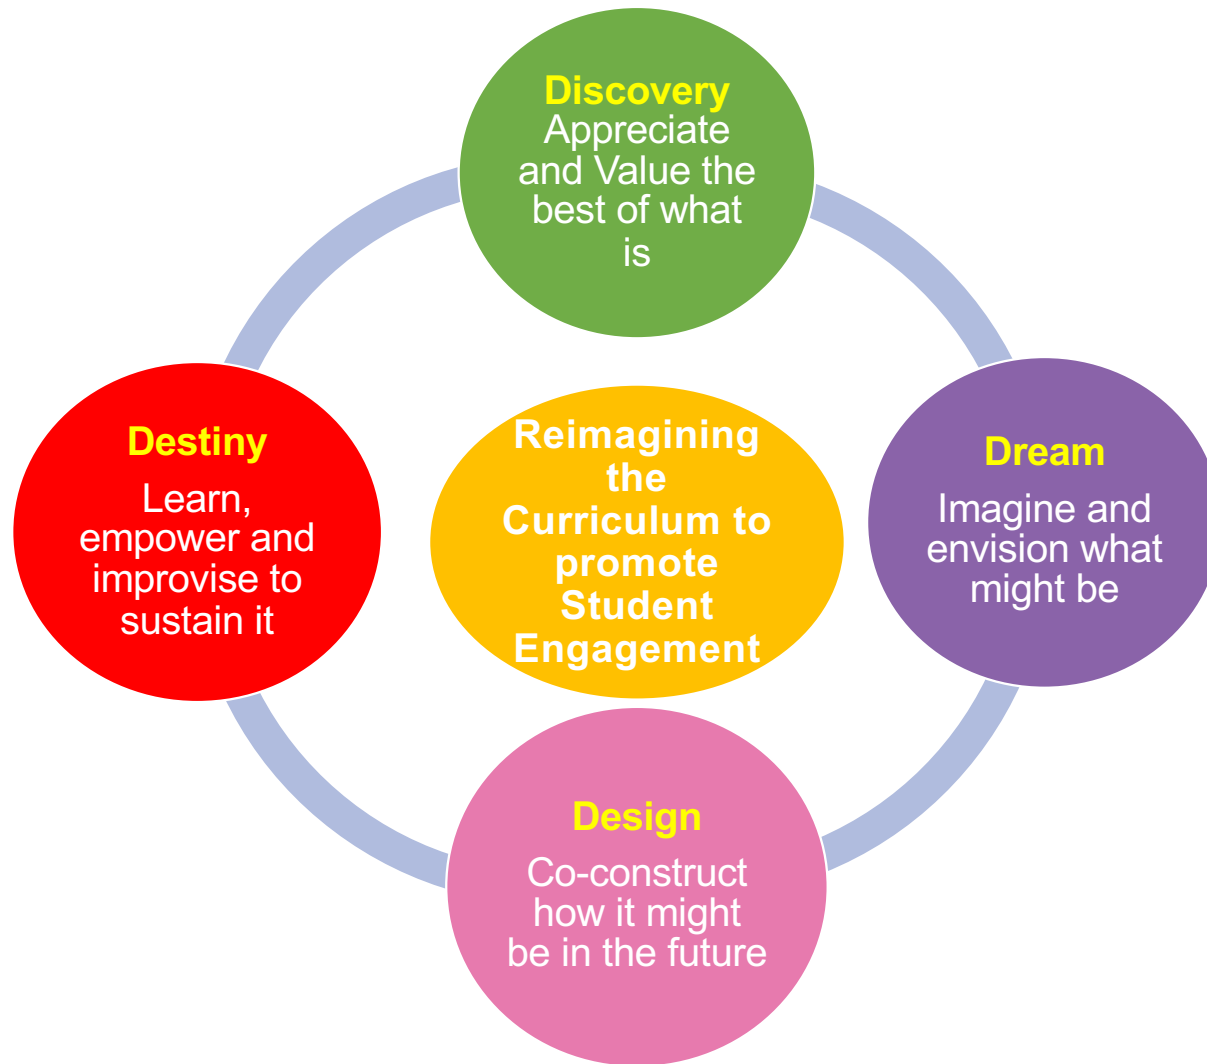 Discovery
Appreciate
and Value the
best of what
is
Dream
Imagine and
envision what
might be
Design
Co-construct
how it might
be in the future
Destiny
Learn,
empower and
improvise to
sustain it
Reimagining
the
Curriculum to
promote
Student
Engagement